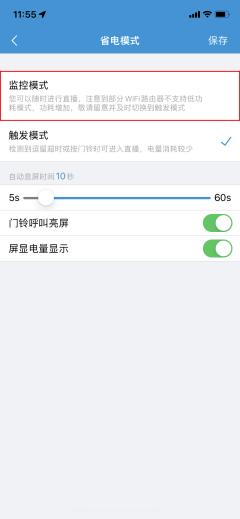 11:55
省电模式
保存
监控模式
您可以随时进行直播，注意到部分 WiFi路由器不支持低功
耗模式，功耗增加，敬请留意并及时切换到触发模式
触发模式
检测到逗留超时或按门铃时可进入直播，电量消耗较少
自动息屏时间 10 秒
5s
60s
门铃呼叫亮屏
屏显电量显示